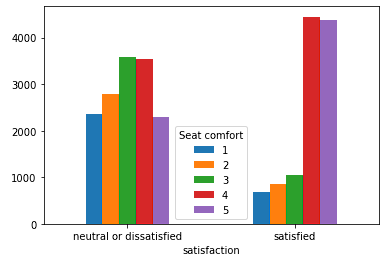 4000
3000
2000
1000
0
Seat comfort
1
2
3
4
5
neutral or dissatisfied
satisfied
satisfaction